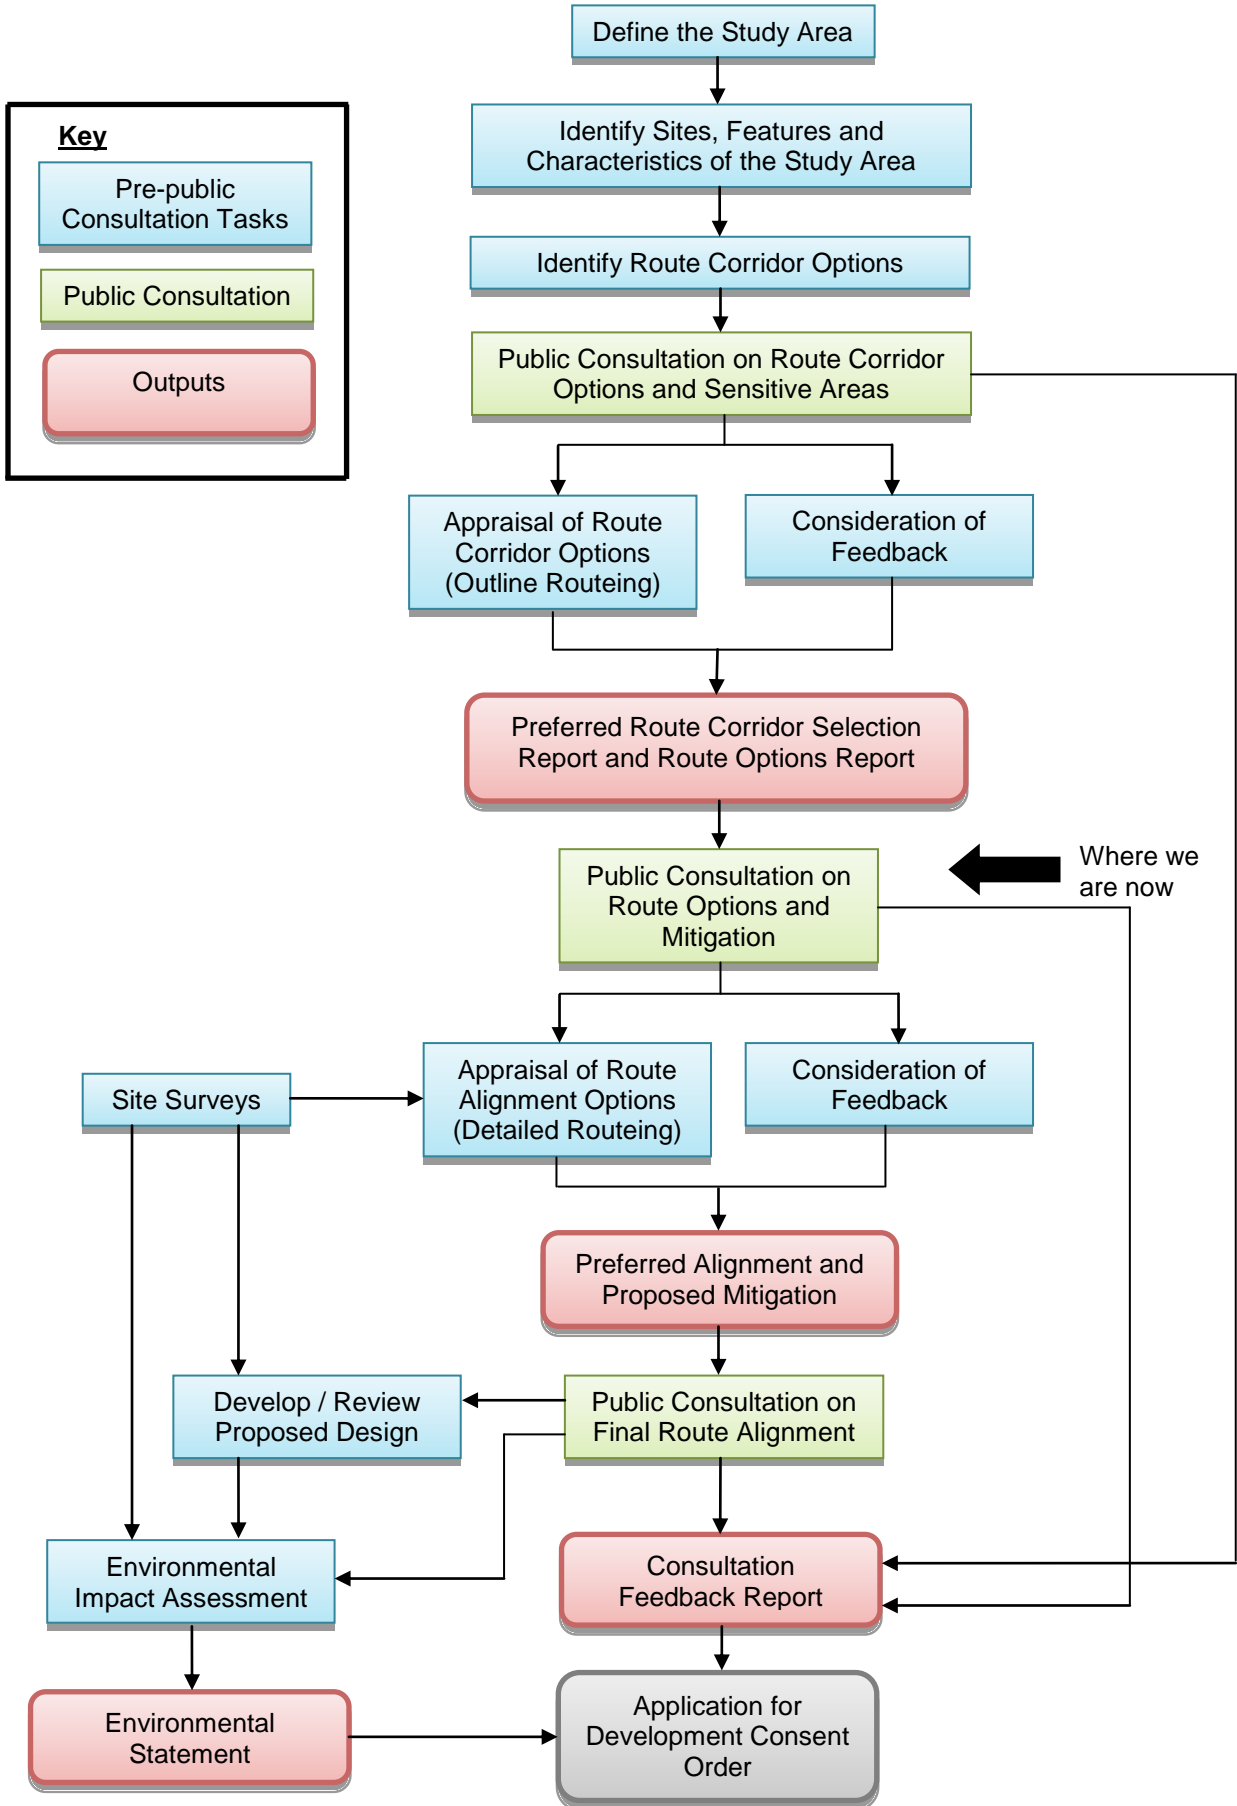 Define the Study Area
Key
Pre-public
Consultation Tasks
Public Consultation
Outputs
Identify Sites, Features and
Characteristics of the Study Area
Identify Route Corridor Options
Public Consultation on Route Corridor
Options and Sensitive Areas
Appraisal of Route
Corridor Options
(Outline Routeing)
Consideration of
Feedback
Preferred Route Corridor Selection
Report and Route Options Report
Public Consultation on
Route Options and
Mitigation
Where we
are now
Site Surveys
Appraisal of Route
Alignment Options
(Detailed Routeing)
Consideration of
Feedback
Preferred Alignment and
Proposed Mitigation
Develop / Review
Proposed Design
Public Consultation on
Final Route Alignment
Environmental
Impact Assessment
Consultation
Feedback Report
Environmental
Statement
Application for
Development Consent
Order